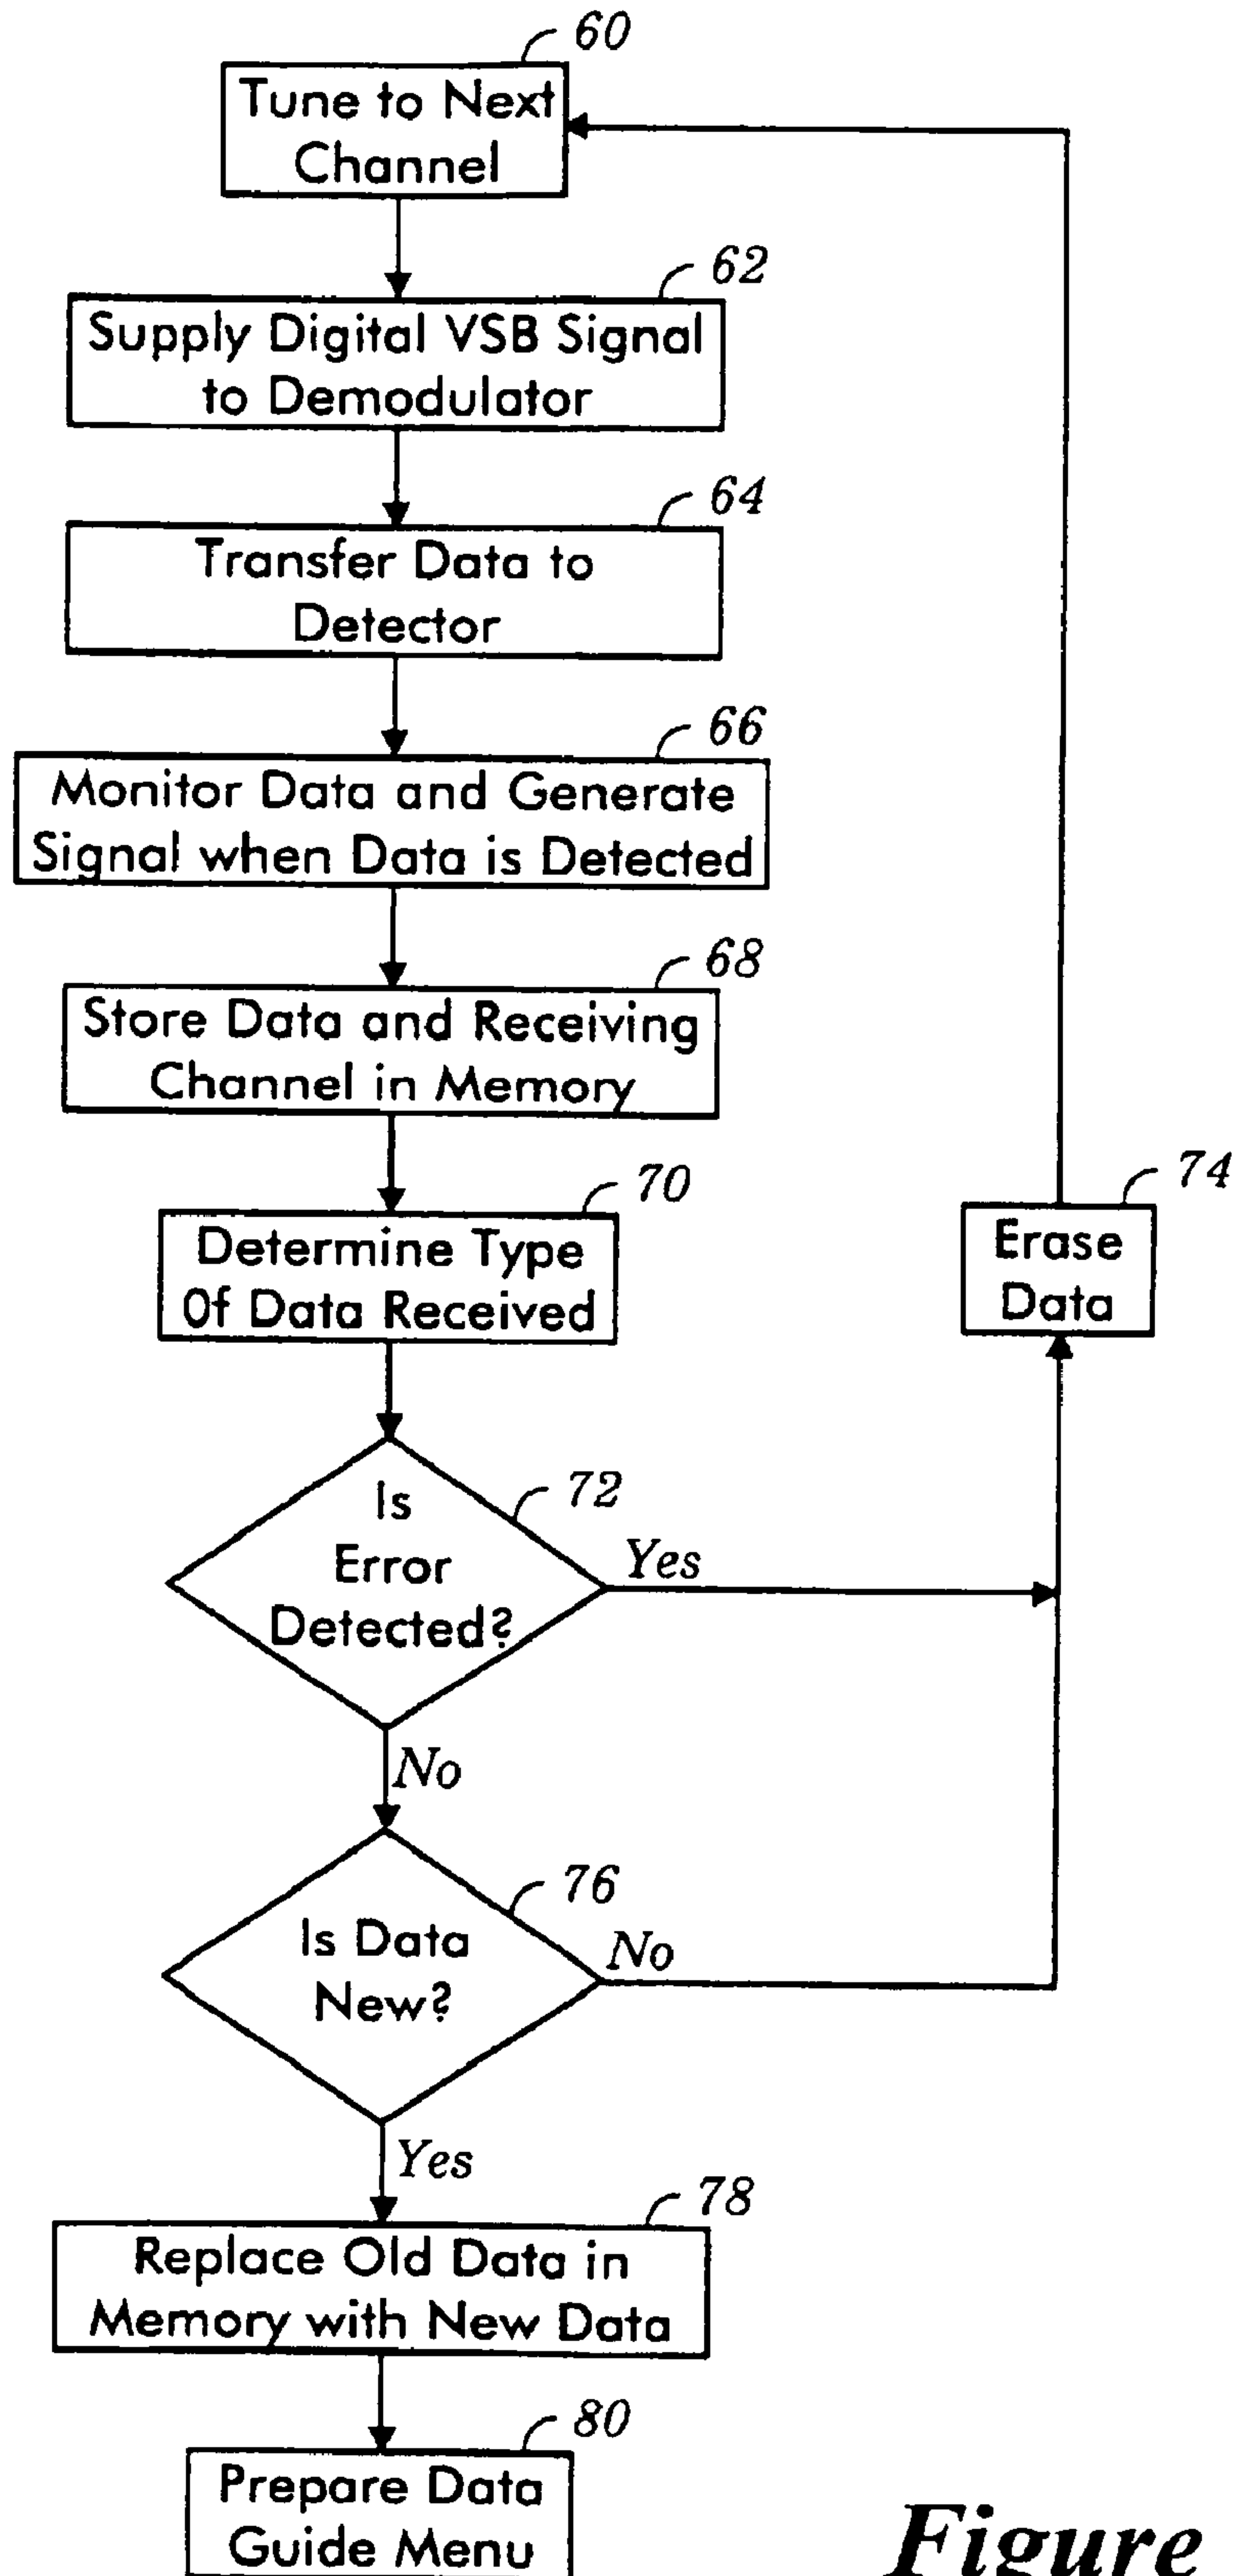 60
Tune to Next
Channel
62
Supply Digital VSB Signal
to Demodulator
64
Transfer Data to
Detector
66
Monitor Data and Generate
Signal when Data is Detected
68
Store Data and Receiving
Channel in Memory
70
Determine Type
Of Data Received
74
Erase
Data
72
Is
Error
Detected?
Yes
No
76
Is Data
New?
No
Yes
78
Replace Old Data in
Memory with New Data
80
Prepare Data
Guide Menu
Figure